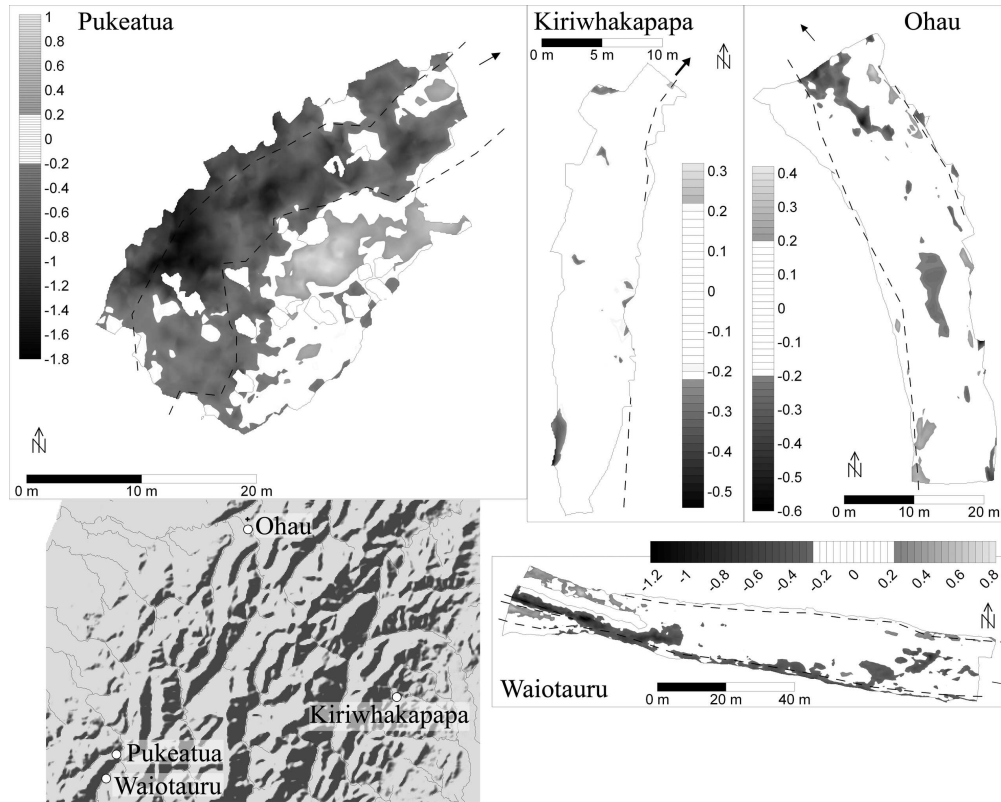 Pukeatua
1
0.8
0.6
0.4
0.2
0
-0.2
-0.4
-0.6
-0.8
-1
-1.2
-1.4
-1.6
-1.8
N
0 m 10 m 20 m
Kiriwhakapapa
0 m 5 m 10 m
N
0.3
0.2
0.1
0
-0.1
-0.2
-0.3
-0.4
-0.5
Ohau
0.4
0.3
0.2
0.1
0
-0.1
-0.2
-0.3
-0.4
-0.5
-0.6
N
0 m 10 m 20 m
Ohau
Kiriwhakapapa
Pukeatua
Waiotauru
-1.2 -1 -0.8 -0.6 -0.4 -0.2 0 0.2 0.4 0.6 0.8
N
Waiotauru
0 m 20 m 40 m